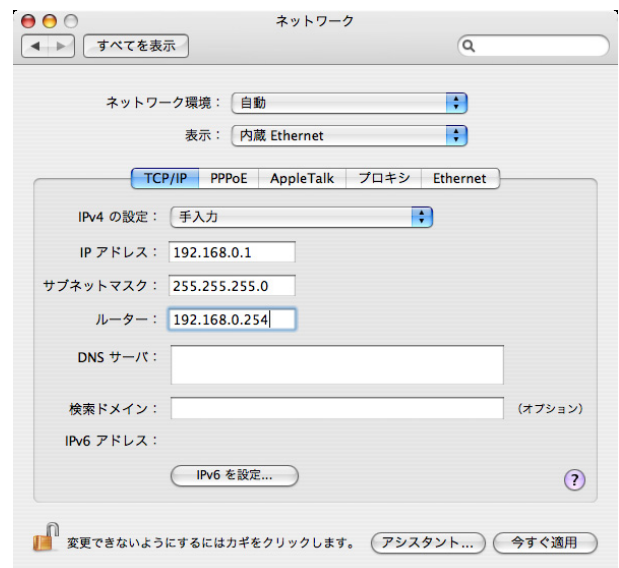 ネットワーク
すべてを表示
ネットワーク環境： 自動
表示： 内蔵 Ethernet
TCP/IP PPPoE AppleTalk プロキシ Ethernet
IPv4 の設定： 手入力
IP アドレス： 192.168.0.1
サブネットマスク： 255.255.255.0
ルーター： 192.168.0.254
DNS サーバ：
検索ドメイン： (オプション)
IPv6 アドレス：
IPv6 を設定... ?
変更できないようにするにはカギをクリックします。 アシスタント... 今すぐ適用